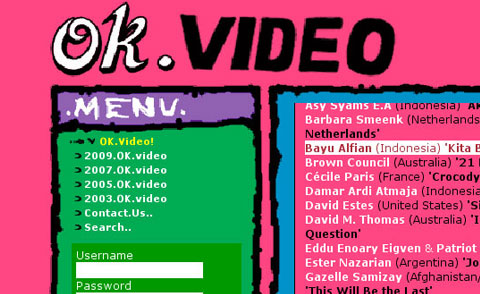 OK. VIDEO
.MENU.
OK.Video!
> 2009.OK.video
> 2007.OK.video
> 2005.OK.video
> 2003.OK.video
> Contact.Us..
> Search..
Username
Password
Asy Syams E.A (Indonesia)
Barbara Smeenk (Netherlands
Netherlands'
Bayu Alfian (Indonesia) 'Kita B
Brown Council (Australia) '21
Cécile Paris (France) 'Crocody
Damar Ardi Atmaja (Indonesia)
David Estes (United States) 'Si
David M. Thomas (Australia) 'I
Question'
Eddu Enoary Eigven & Patriot
Ester Nazarian (Argentina) 'Jo
Gazelle Samizay (Afghanistan/
'This Will Be the Last'